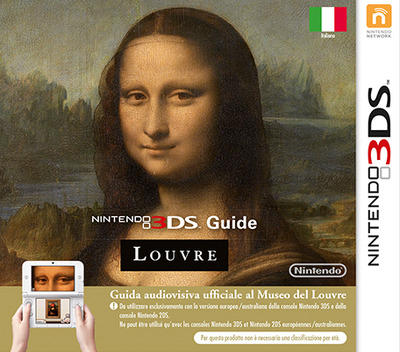 Italiano
NINTENDO
NETWORK
NINTENDO 3DS™
NINTENDO 3DS™ Guide
LOUVRE
Nintendo®
Guida audiovisiva ufficiale al Museo del Louvre
Da utilizzare esclusivamente con la versione europea/australiana della console Nintendo 3DS e della
console Nintendo 2DS.
Ne peut être utilisé qu'avec les consoles Nintendo 3DS et Nintendo 2DS européennes/australiennes.
Per questo prodotto non è necessaria una classificazione per età.